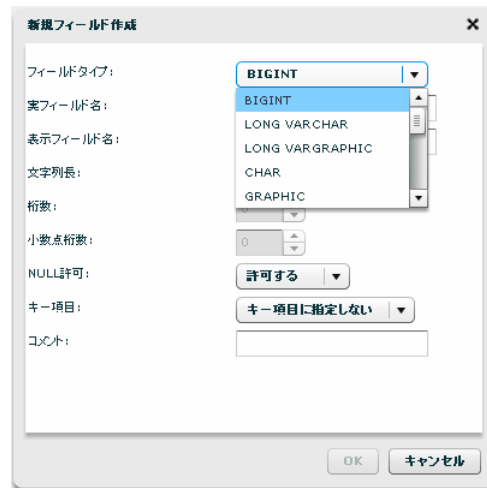 新規フィールド作成
フィールドタイプ:
BIGINT
実フィールド名:
BIGINT
LONG VARCHAR
表示フィールド名:
LONG VARGRAPHIC
文字列長:
CHAR
桁数:
GRAPHIC
0
小数点桁数:
0
NULL許可:
許可する
キー項目:
キー項目に指定しない
コメント:
OK
キャンセル